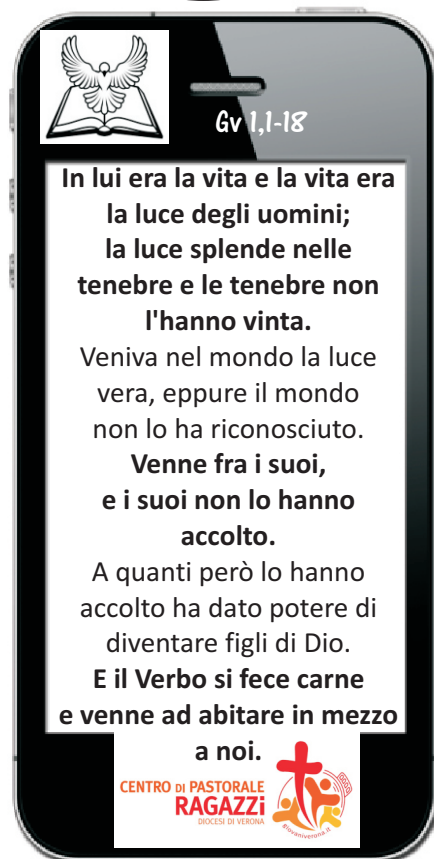 Gv 1,1-18
In lui era la vita e la vita era
la luce degli uomini;
la luce splende nelle
tenebre e le tenebre non
l'hanno vinta.
Veniva nel mondo la luce
vera, eppure il mondo
non lo ha riconosciuto.
Venne fra i suoi,
e i suoi non lo hanno
accolto.
A quanti però lo hanno
accolto ha dato potere di
diventare figli di Dio.
E il Verbo si fece carne
e venne ad abitare in mezzo
a noi.
CENTRO DI PASTORALE
RAGAZZi
DIOCESI DI VERONA
giovaniverona.it